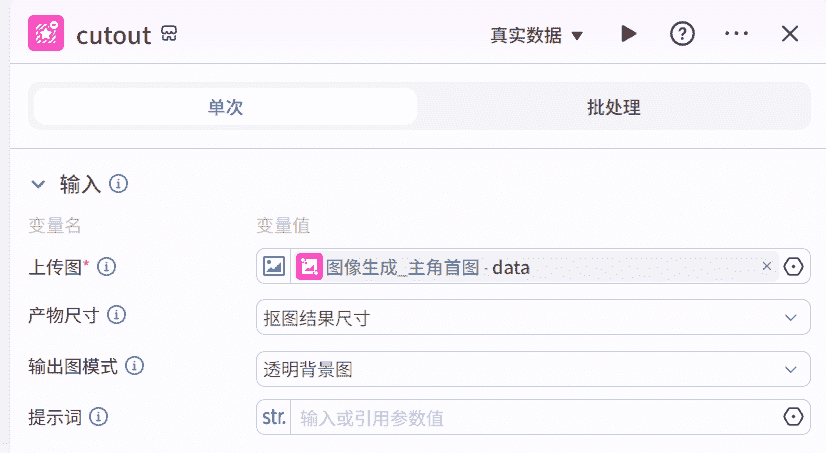 cutout 真实数据
单次 批处理
输入
变量名 变量值
上传图* 图像生成_主角首图 - data
产物尺寸 抠图结果尺寸
输出图模式 透明背景图
提示词 str. 输入或引用参数值